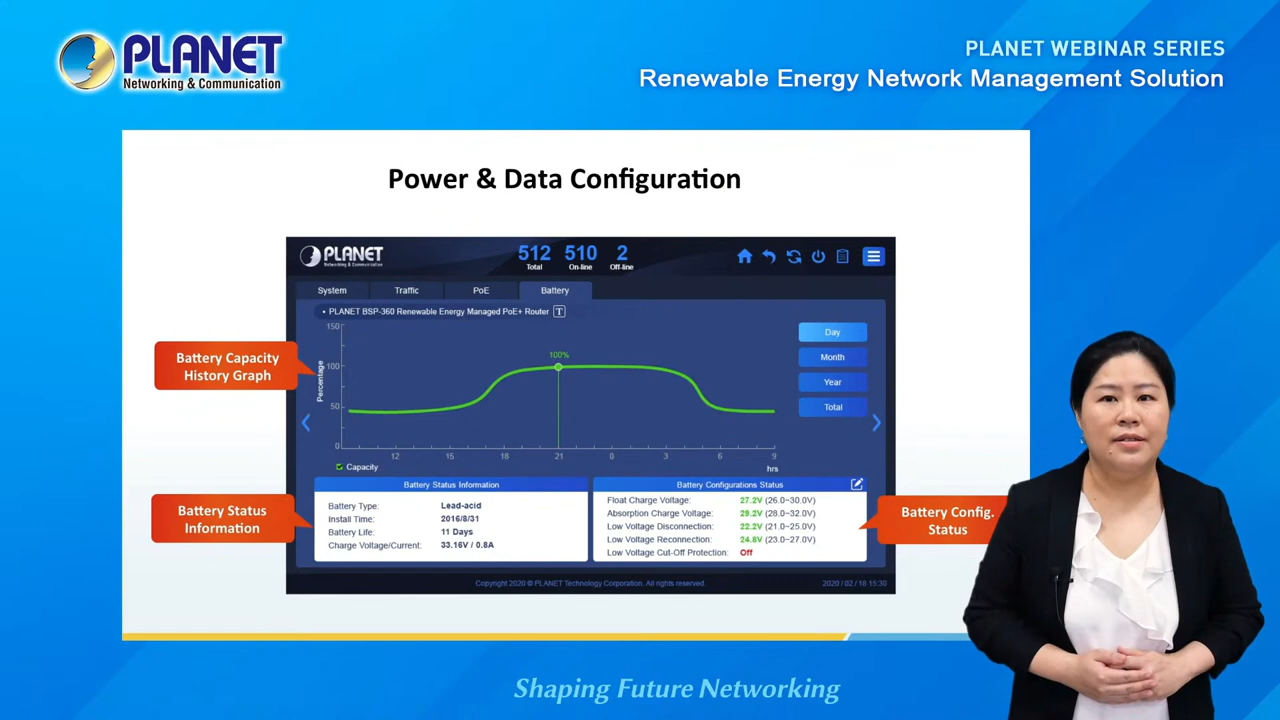 PLANET
Networking & Communication
PLANET WEBINAR SERIES
Renewable Energy Network Management Solution
Power & Data Configuration
PLANET
Networking & Communication
512 510 2
Total On-line Off-line
System Traffic PoE Battery
• PLANET BSP-360 Renewable Energy Managed PoE+ Router T
150
100
50
0
Percentage
100%
12 15 18 21 0 3 6 9
hrs
Capacity
Day
Month
Year
Total
Battery Capacity
History Graph
Battery Status
Information
Battery Status Information
Battery Type: Lead-acid
Install Time: 2016/8/31
Battery Life: 11 Days
Charge Voltage/Current: 33.16V / 0.8A
Battery Configurations Status
Float Charge Voltage: 27.2V (26.0~30.0V)
Absorption Charge Voltage: 29.2V (28.0~32.0V)
Low Voltage Disconnection: 22.2V (21.0~25.0V)
Low Voltage Reconnection: 24.8V (23.0~27.0V)
Low Voltage Cut-Off Protection: Off
Battery Config.
Status
Copyright 2020 © PLANET Technology Corporation. All rights reserved.
2020 / 02 / 18 15:30
Shaping Future Networking